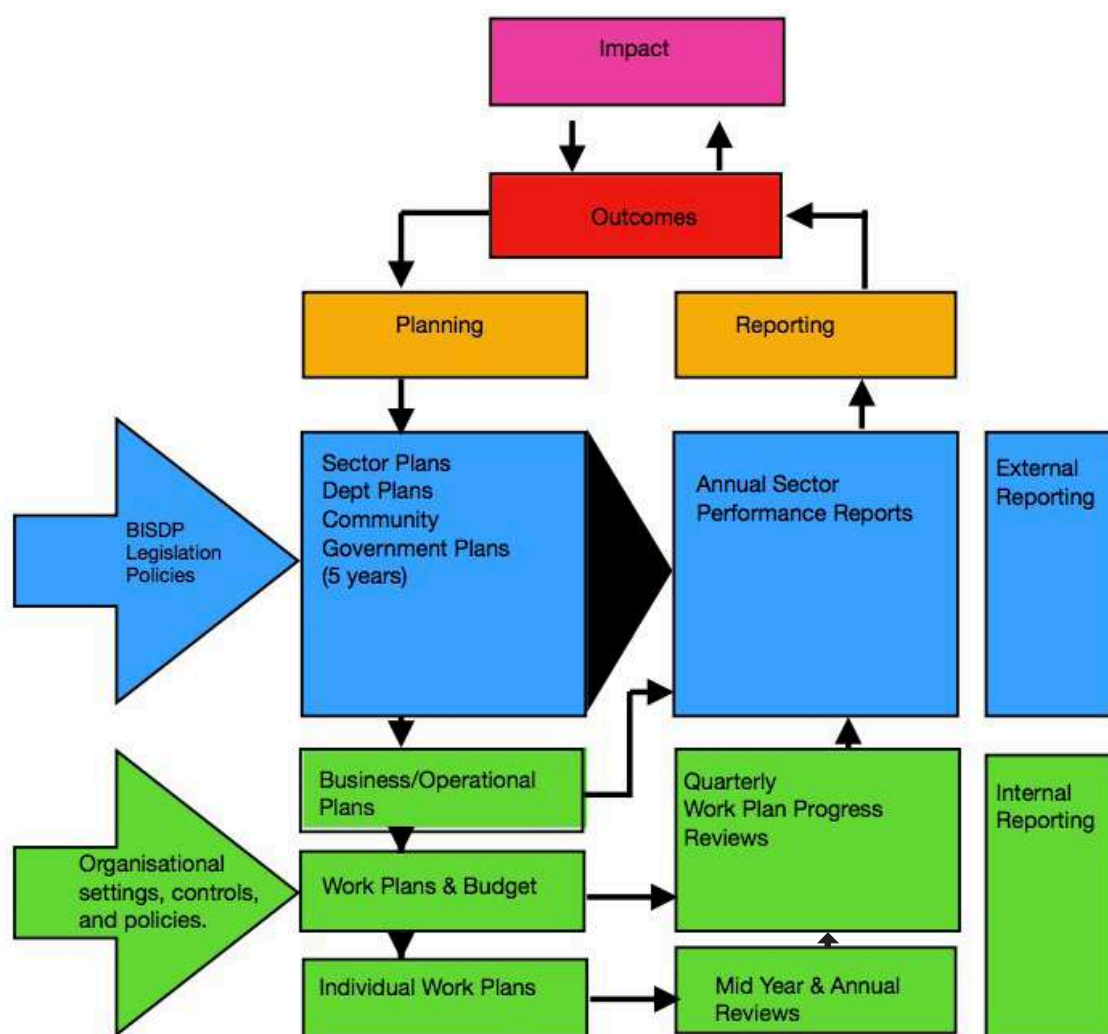 Impact
Outcomes
Planning
Reporting
BISDP
Legislation
Policies
Sector Plans
Dept Plans
Community
Government Plans
(5 years)
Annual Sector
Performance Reports
External
Reporting
Organisational
settings, controls,
and policies.
Business/Operational
Plans
Work Plans & Budget
Individual Work Plans
Quarterly
Work Plan Progress
Reviews
Mid Year & Annual
Reviews
Internal
Reporting